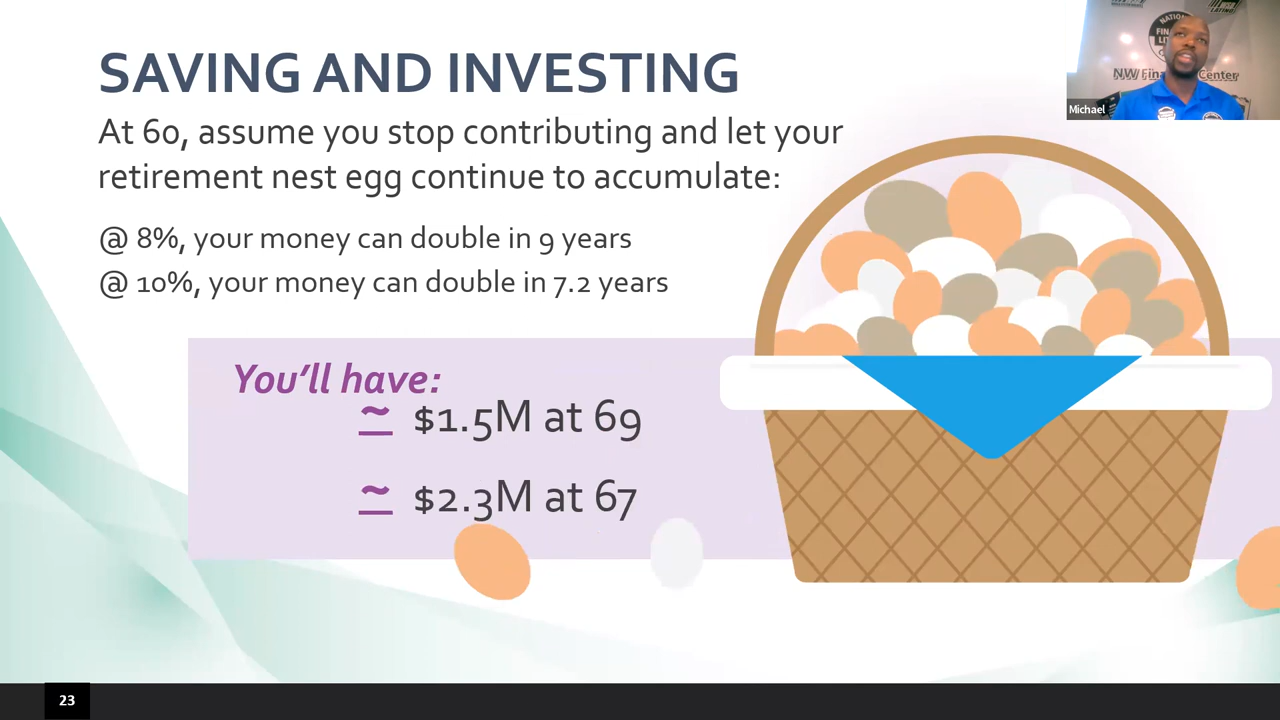 SAVING AND INVESTING
At 60, assume you stop contributing and let your
retirement nest egg continue to accumulate:
@ 8%, your money can double in 9 years
@ 10%, your money can double in 7.2 years
You'll have:
≃ $1.5M at 69
≃ $2.3M at 67
23
LATINO
NATIONAL
Center
Michael